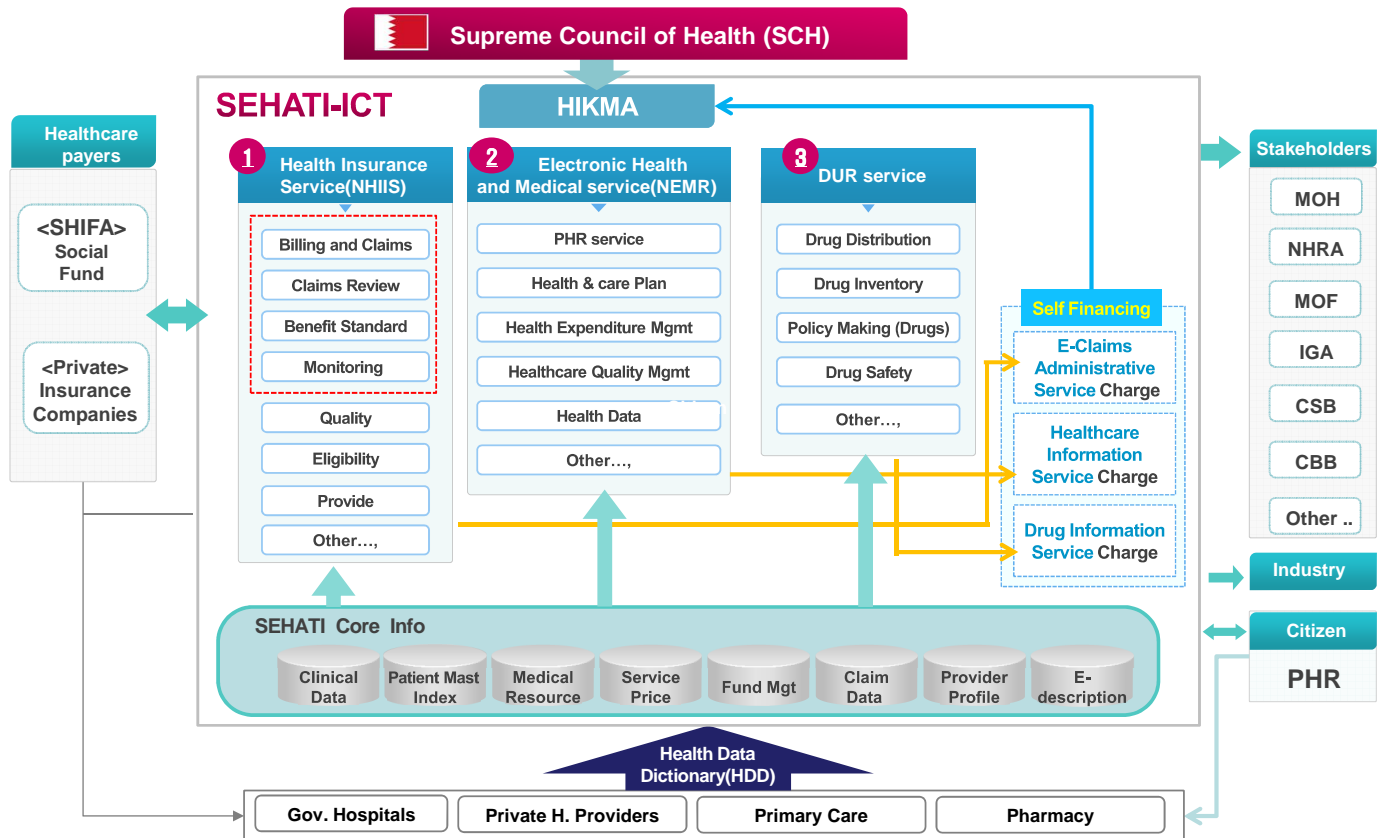 Supreme Council of Health (SCH)
SEHATI-ICT
HIKMA
Healthcare
payers
<SHIFA>
Social
Fund
<Private>
Insurance
Companies
1
Health Insurance
Service(NHIIS)
Billing and Claims
Claims Review
Benefit Standard
Monitoring
Quality
Eligibility
Provide
Other…,
2
Electronic Health
and Medical service(NEMR)
PHR service
Health & care Plan
Health Expenditure Mgmt
Healthcare Quality Mgmt
Health Data
Other…,
3
DUR service
Drug Distribution
Drug Inventory
Policy Making (Drugs)
Drug Safety
Other…,
Self Financing
E-Claims
Administrative
Service Charge
Healthcare
Information
Service Charge
Drug Information
Service Charge
Stakeholders
MOH
NHRA
MOF
IGA
CSB
CBB
Other ..
Industry
Citizen
PHR
SEHATI Core Info
Clinical
Data
Patient Mast
Index
Medical
Resource
Service
Price
Fund Mgt
Claim
Data
Provider
Profile
E-
description
Health Data
Dictionary(HDD)
Gov. Hospitals
Private H. Providers
Primary Care
Pharmacy